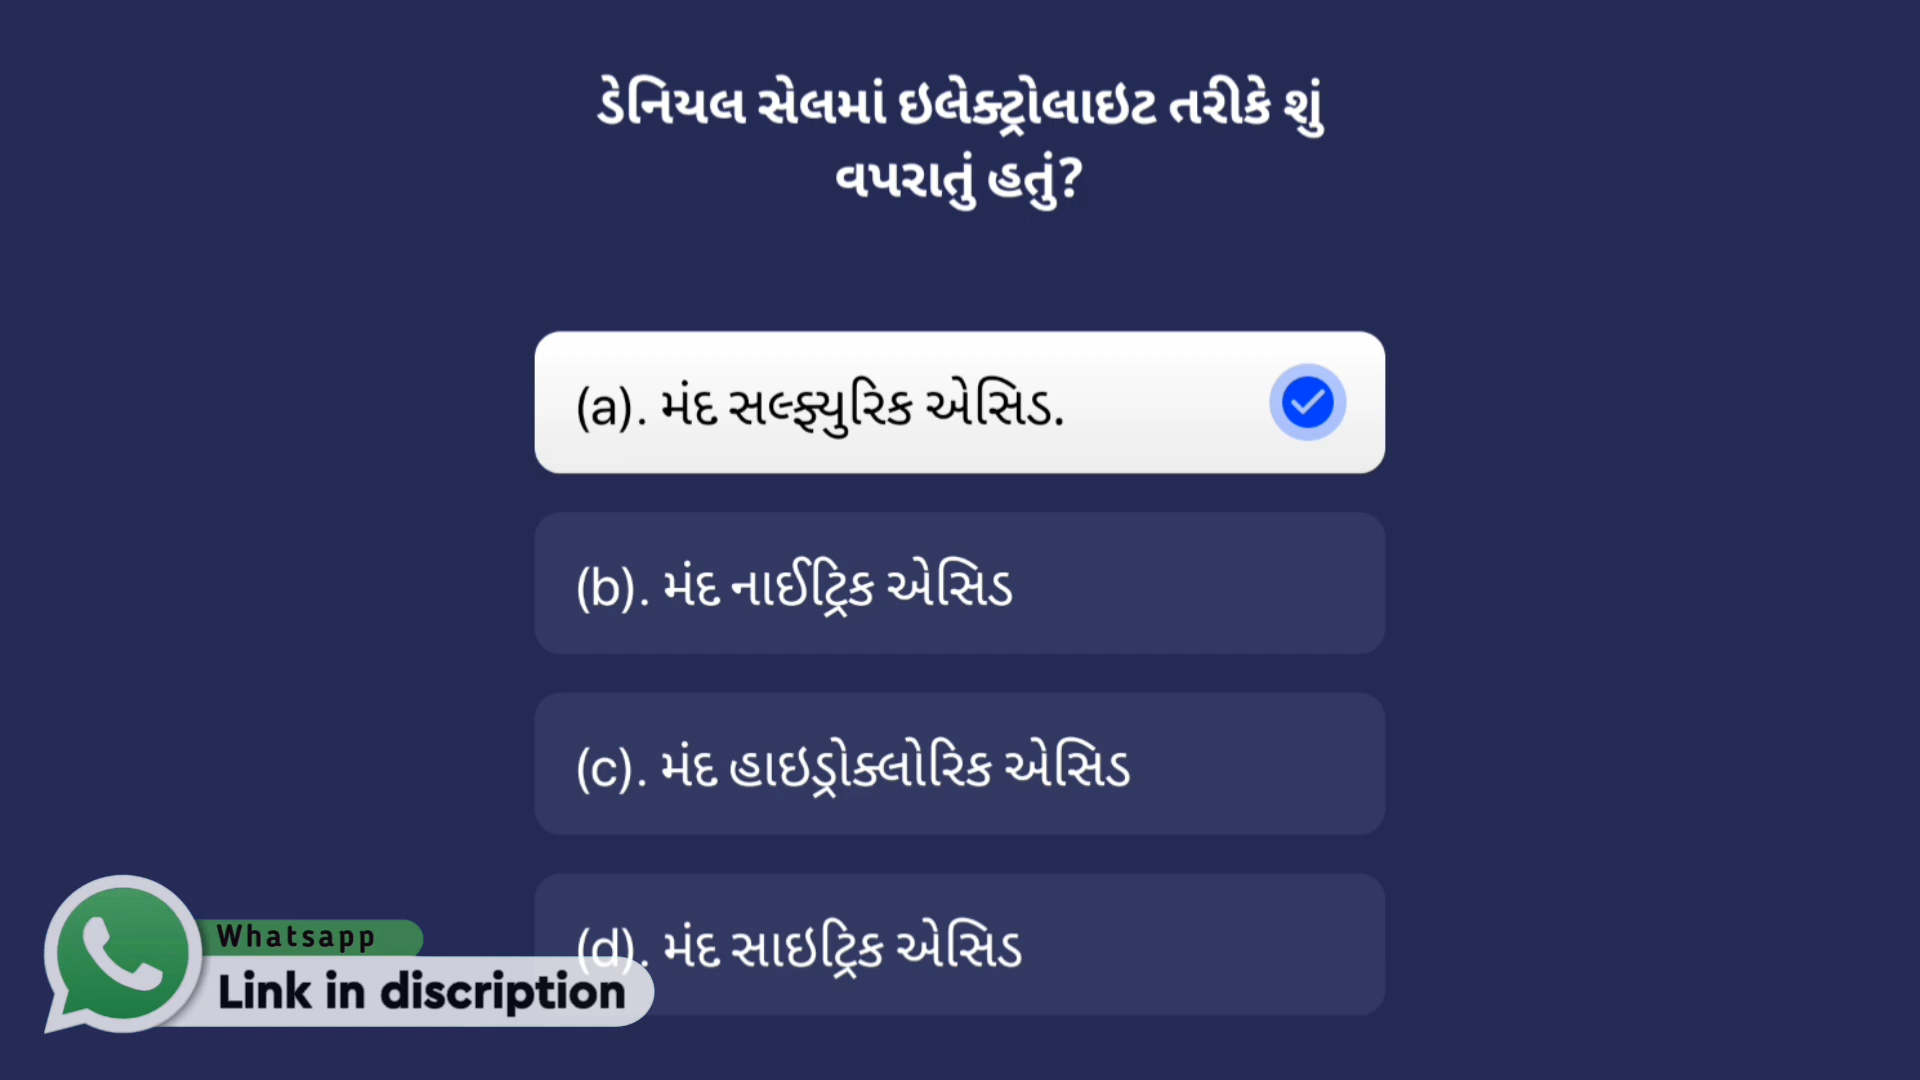 ડેનિયલ સેલમાં ઇલેક્ટ્રોલાઇટ તરીકે શું
વપરાતું હતું?
(a). મંદ સલ્ફ્યુરિક એસિડ.
(b). મંદ નાઈટ્રિક એસિડ
(c). મંદ હાઇડ્રોક્લોરિક એસિડ
(d). મંદ સાઇટ્રિક એસિડ
Whatsapp
Link in discription